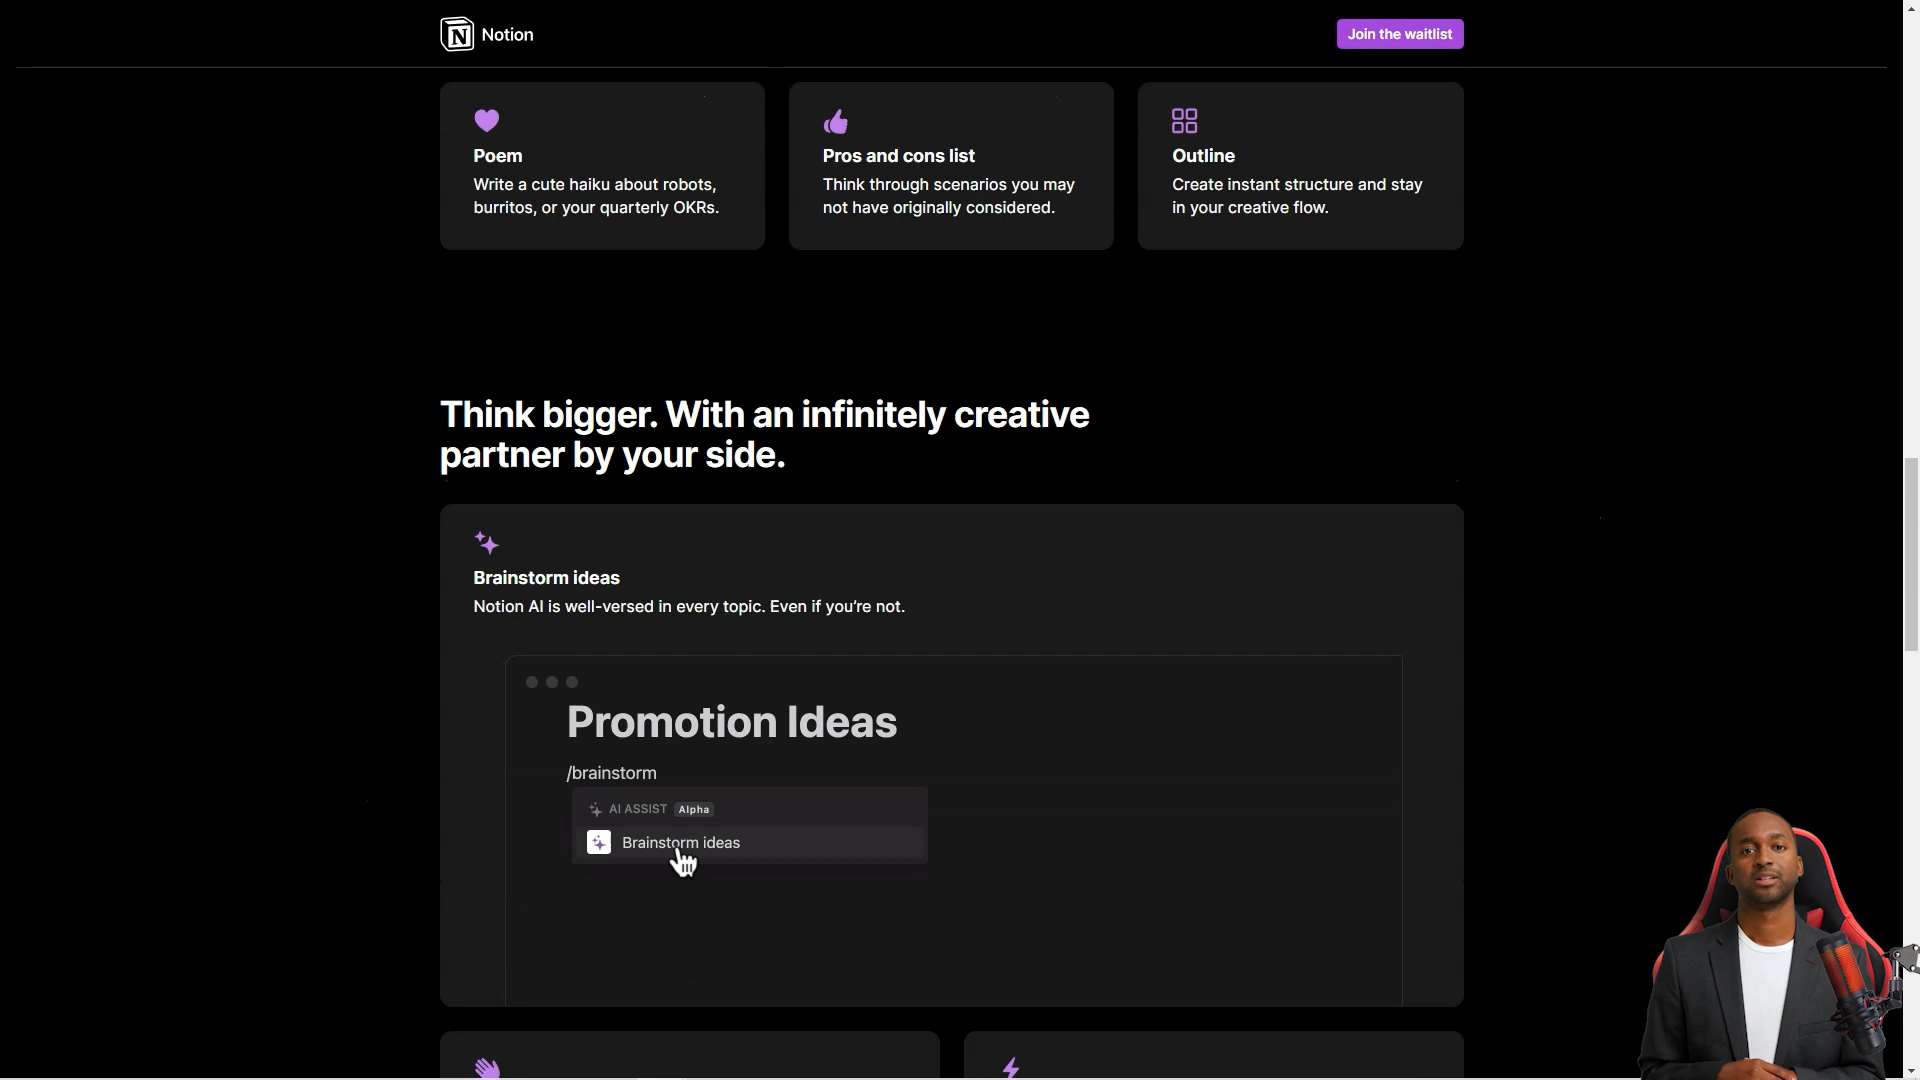 Notion
Join the waitlist
Poem
Write a cute haiku about robots,
burritos, or your quarterly OKRs.
Pros and cons list
Think through scenarios you may
not have originally considered.
Outline
Create instant structure and stay
in your creative flow.
Think bigger. With an infinitely creative
partner by your side.
Brainstorm ideas
Notion AI is well-versed in every topic. Even if you’re not.
Promotion Ideas
/brainstorm
AI ASSIST Alpha
Brainstorm ideas